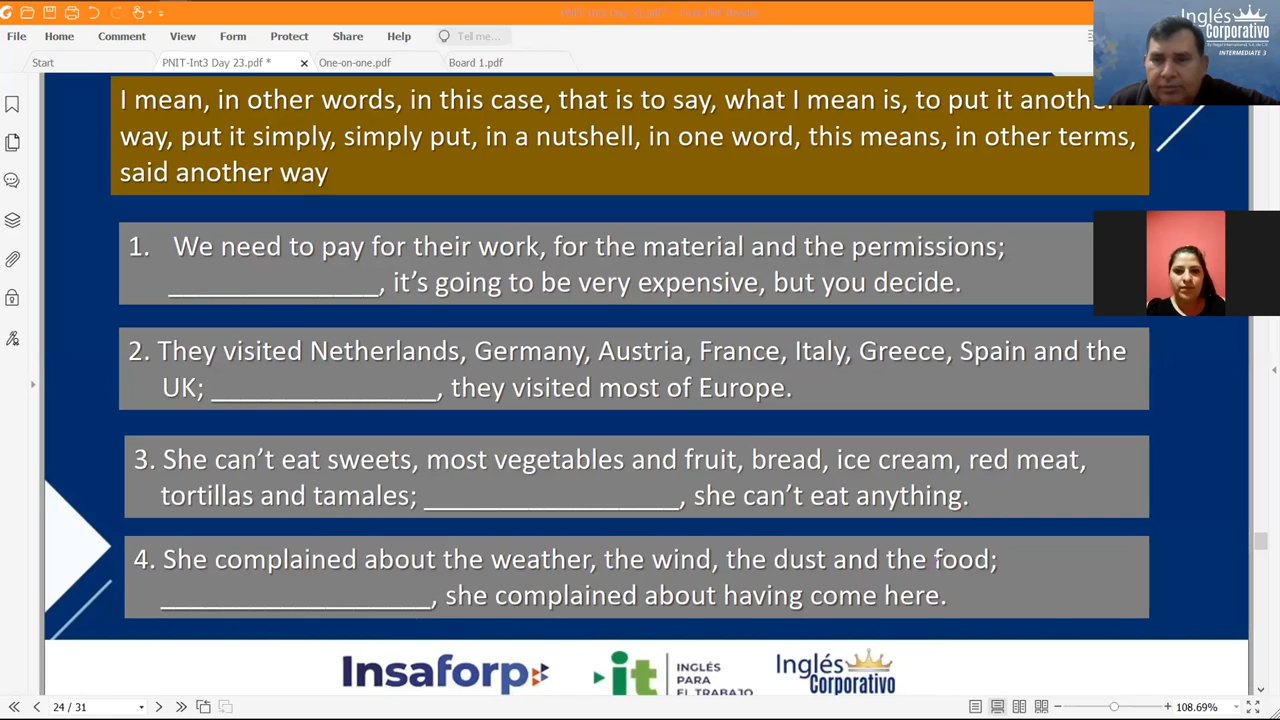 File Home Comment View Form Protect Share Help Tell me...
Start PNIT-Int3 Day 23.pdf * One-on-one.pdf Board 1.pdf
Inglés
Corporativo
INTERMEDIATE 3
I mean, in other words, in this case, that is to say, what I mean is, to put it another
way, put it simply, simply put, in a nutshell, in one word, this means, in other terms,
said another way
1. We need to pay for their work, for the material and the permissions;
________________, it's going to be very expensive, but you decide.
2. They visited Netherlands, Germany, Austria, France, Italy, Greece, Spain and the
UK; _________________, they visited most of Europe.
3. She can't eat sweets, most vegetables and fruit, bread, ice cream, red meat,
tortillas and tamales; ___________________, she can't eat anything.
4. She complained about the weather, the wind, the dust and the food;
____________________, she complained about having come here.
Insaforp it INGLÉS
PARA
EL TRABAJO
Inglés
Corporativo
24 / 31 108.69%